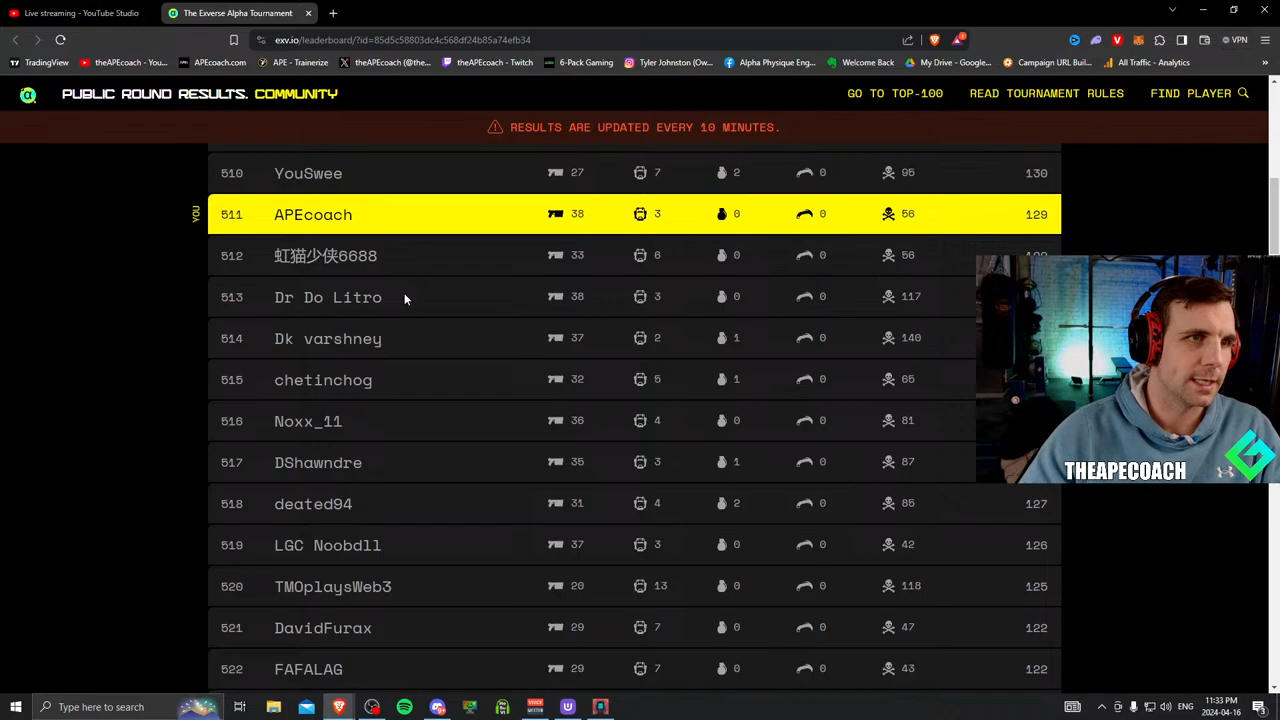 Live streaming - YouTube Studio
The Exverse Alpha Tournament
exv.io/leaderboard/?id=85d5c58803dc4c568df24b85a74efb34
VPN
TradingView
theAPEcoach - You...
APEcoach.com
APE - Trainerize
theAPEcoach (@the...
theAPEcoach - Twitch
6-Pack Gaming
Tyler Johnston (Ow...
Alpha Physique Eng...
Welcome Back
My Drive - Google...
Campaign URL Buil...
All Traffic - Analytics
PUBLIC ROUND RESULTS. COMMUNITY
GO TO TOP-100
READ TOURNAMENT RULES
FIND PLAYER
RESULTS ARE UPDATED EVERY 10 MINUTES.
510 YouSwee 27 7 2 0 95 130
YOU
511 APEcoach 38 3 0 0 56 129
512 虹猫少侠6688 33 6 0 0 56
513 Dr Do Litro 38 3 0 0 117
514 Dk varshney 37 2 1 0 140
515 chetinchog 32 5 1 0 65
516 Noxx_11 36 4 0 0 81
517 DShawndre 35 3 1 0 87
518 deated94 31 4 2 0 85 127
519 LGC Noobdll 37 3 0 0 42 126
520 TMOplaysWeb3 20 13 0 0 118 125
521 DavidFurax 29 7 0 0 47 122
522 FAFALAG 29 7 0 0 43 122
THEAPECOACH
Type here to search
ENG
11:33 PM
2024-04-16